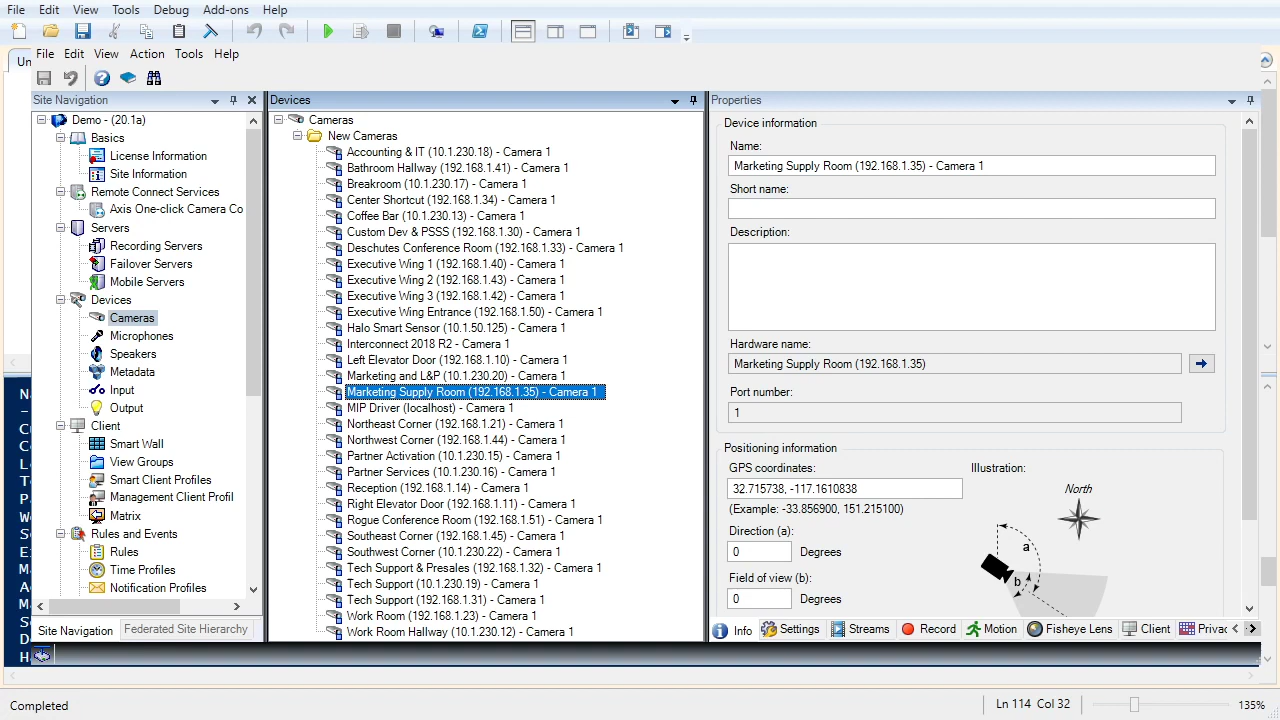 File Edit View Tools Debug Add-ons Help
Un
File Edit View Action Tools Help
Site Navigation
Demo - (20.1a)
Basics
License Information
Site Information
Remote Connect Services
Axis One-click Camera Co
Servers
Recording Servers
Failover Servers
Mobile Servers
Devices
Cameras
Microphones
Speakers
Metadata
Input
Output
Client
Smart Wall
View Groups
Smart Client Profiles
Management Client Profil
Matrix
Rules and Events
Rules
Time Profiles
Notification Profiles
Site Navigation
Federated Site Hierarchy
Devices
Cameras
New Cameras
Accounting & IT (10.1.230.18) - Camera 1
Bathroom Hallway (192.168.1.41) - Camera 1
Breakroom (10.1.230.17) - Camera 1
Center Shortcut (192.168.1.34) - Camera 1
Coffee Bar (10.1.230.13) - Camera 1
Custom Dev & PSSS (192.168.1.30) - Camera 1
Deschutes Conference Room (192.168.1.33) - Camera 1
Executive Wing 1 (192.168.1.40) - Camera 1
Executive Wing 2 (192.168.1.43) - Camera 1
Executive Wing 3 (192.168.1.42) - Camera 1
Executive Wing Entrance (192.168.1.50) - Camera 1
Halo Smart Sensor (10.1.50.125) - Camera 1
Interconnect 2018 R2 - Camera 1
Left Elevator Door (192.168.1.10) - Camera 1
Marketing and L&P (10.1.230.20) - Camera 1
Marketing Supply Room (192.168.1.35) - Camera 1
MIP Driver (localhost) - Camera 1
Northeast Corner (192.168.1.21) - Camera 1
Northwest Corner (192.168.1.44) - Camera 1
Partner Activation (10.1.230.15) - Camera 1
Partner Services (10.1.230.16) - Camera 1
Reception (192.168.1.14) - Camera 1
Right Elevator Door (192.168.1.11) - Camera 1
Rogue Conference Room (192.168.1.51) - Camera 1
Southeast Corner (192.168.1.45) - Camera 1
Southwest Corner (10.1.230.22) - Camera 1
Tech Support & Presales (192.168.1.32) - Camera 1
Tech Support (10.1.230.19) - Camera 1
Tech Support (192.168.1.31) - Camera 1
Work Room (192.168.1.23) - Camera 1
Work Room Hallway (10.1.230.12) - Camera 1
Properties
Device information
Name:
Marketing Supply Room (192.168.1.35) - Camera 1
Short name:
Description:
Hardware name:
Marketing Supply Room (192.168.1.35)
Port number:
1
Positioning information
GPS coordinates:
32.715738, -117.1610838
(Example: -33.856900, 151.215100)
Direction (a):
0 Degrees
Field of view (b):
0 Degrees
Illustration:
North
a
b
Info Settings Streams Record Motion Fisheye Lens Client Privac
Completed
Ln 114 Col 32
135%